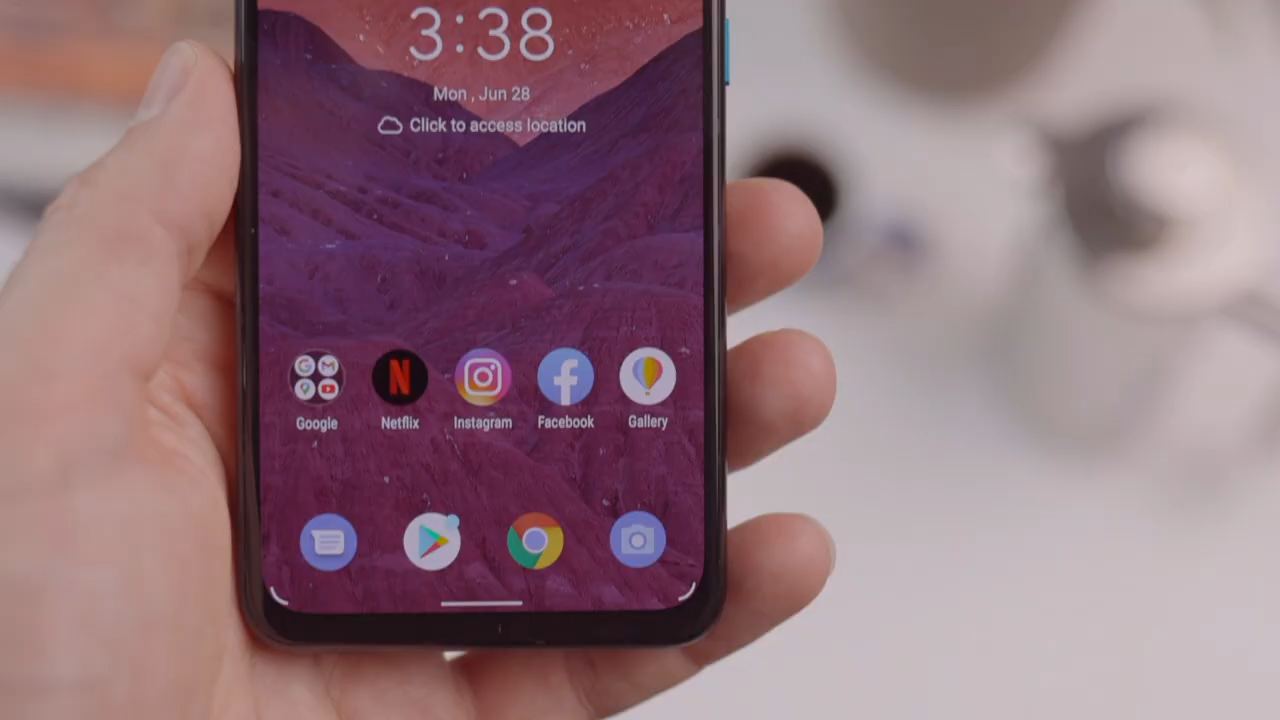 3:38
Mon , Jun 28
Click to access location
Google
Netflix
Instagram
Facebook
Gallery